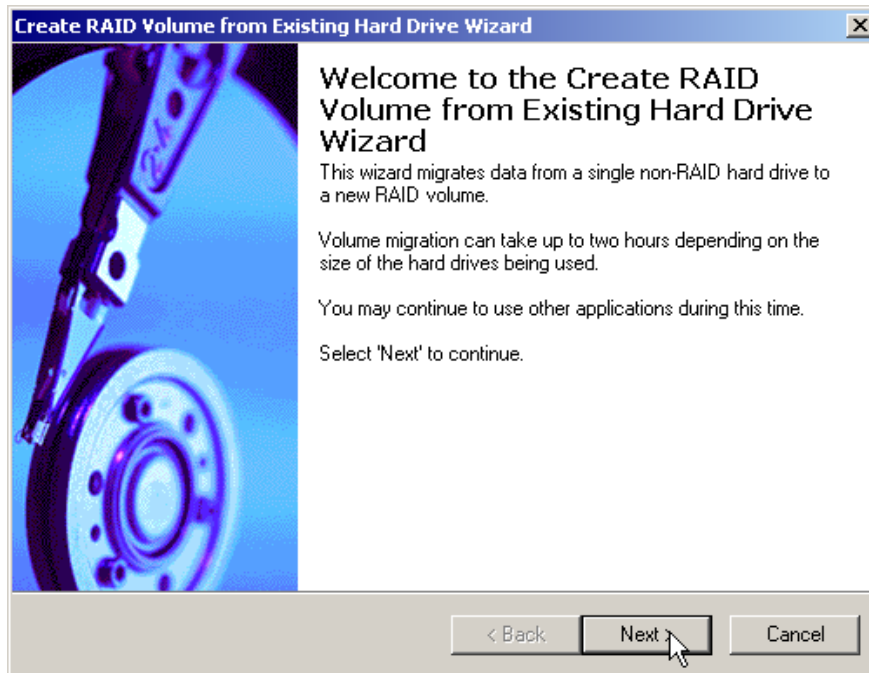 Create RAID Volume from Existing Hard Drive Wizard
Welcome to the Create RAID
Volume from Existing Hard Drive
Wizard
This wizard migrates data from a single non-RAID hard drive to
a new RAID volume.
Volume migration can take up to two hours depending on the
size of the hard drives being used.
You may continue to use other applications during this time.
Select 'Next' to continue.
< Back
Next >
Cancel